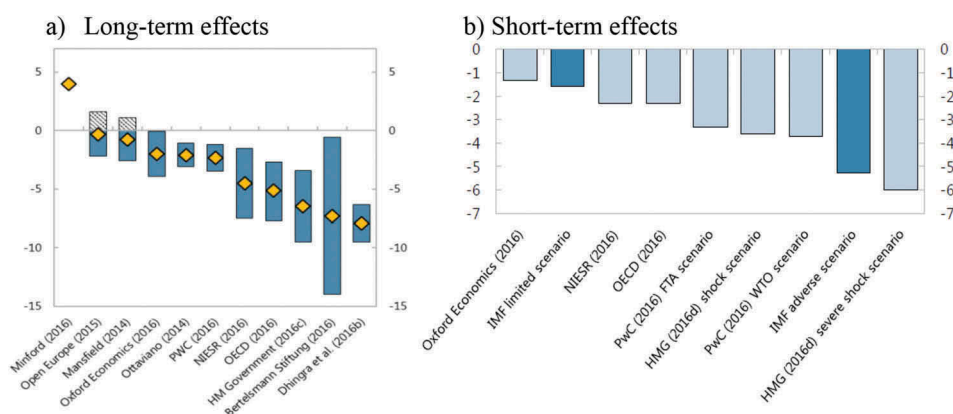 a) Long-term effects
5
0
-5
-10
-15
5
0
-5
-10
-15
Minford (2016)
Open Europe (2015)
Mansfield (2014)
Oxford Economics (2016)
Ottaviano (2014)
PWC (2016)
NIESR (2016)
OECD (2016)
HM Government (2016c)
Bertelsmann Stiftung (2016)
Dhingra et al. (2016b)
b) Short-term effects
0
-1
-2
-3
-4
-5
-6
-7
0
-1
-2
-3
-4
-5
-6
-7
Oxford Economics (2016)
IMF limited scenario
NIESR (2016)
OECD (2016)
PwC (2016) FTA scenario
HMG (2016d) shock scenario
PwC (2016) WTO scenario
IMF adverse scenario
HMG (2016d) severe shock scenario